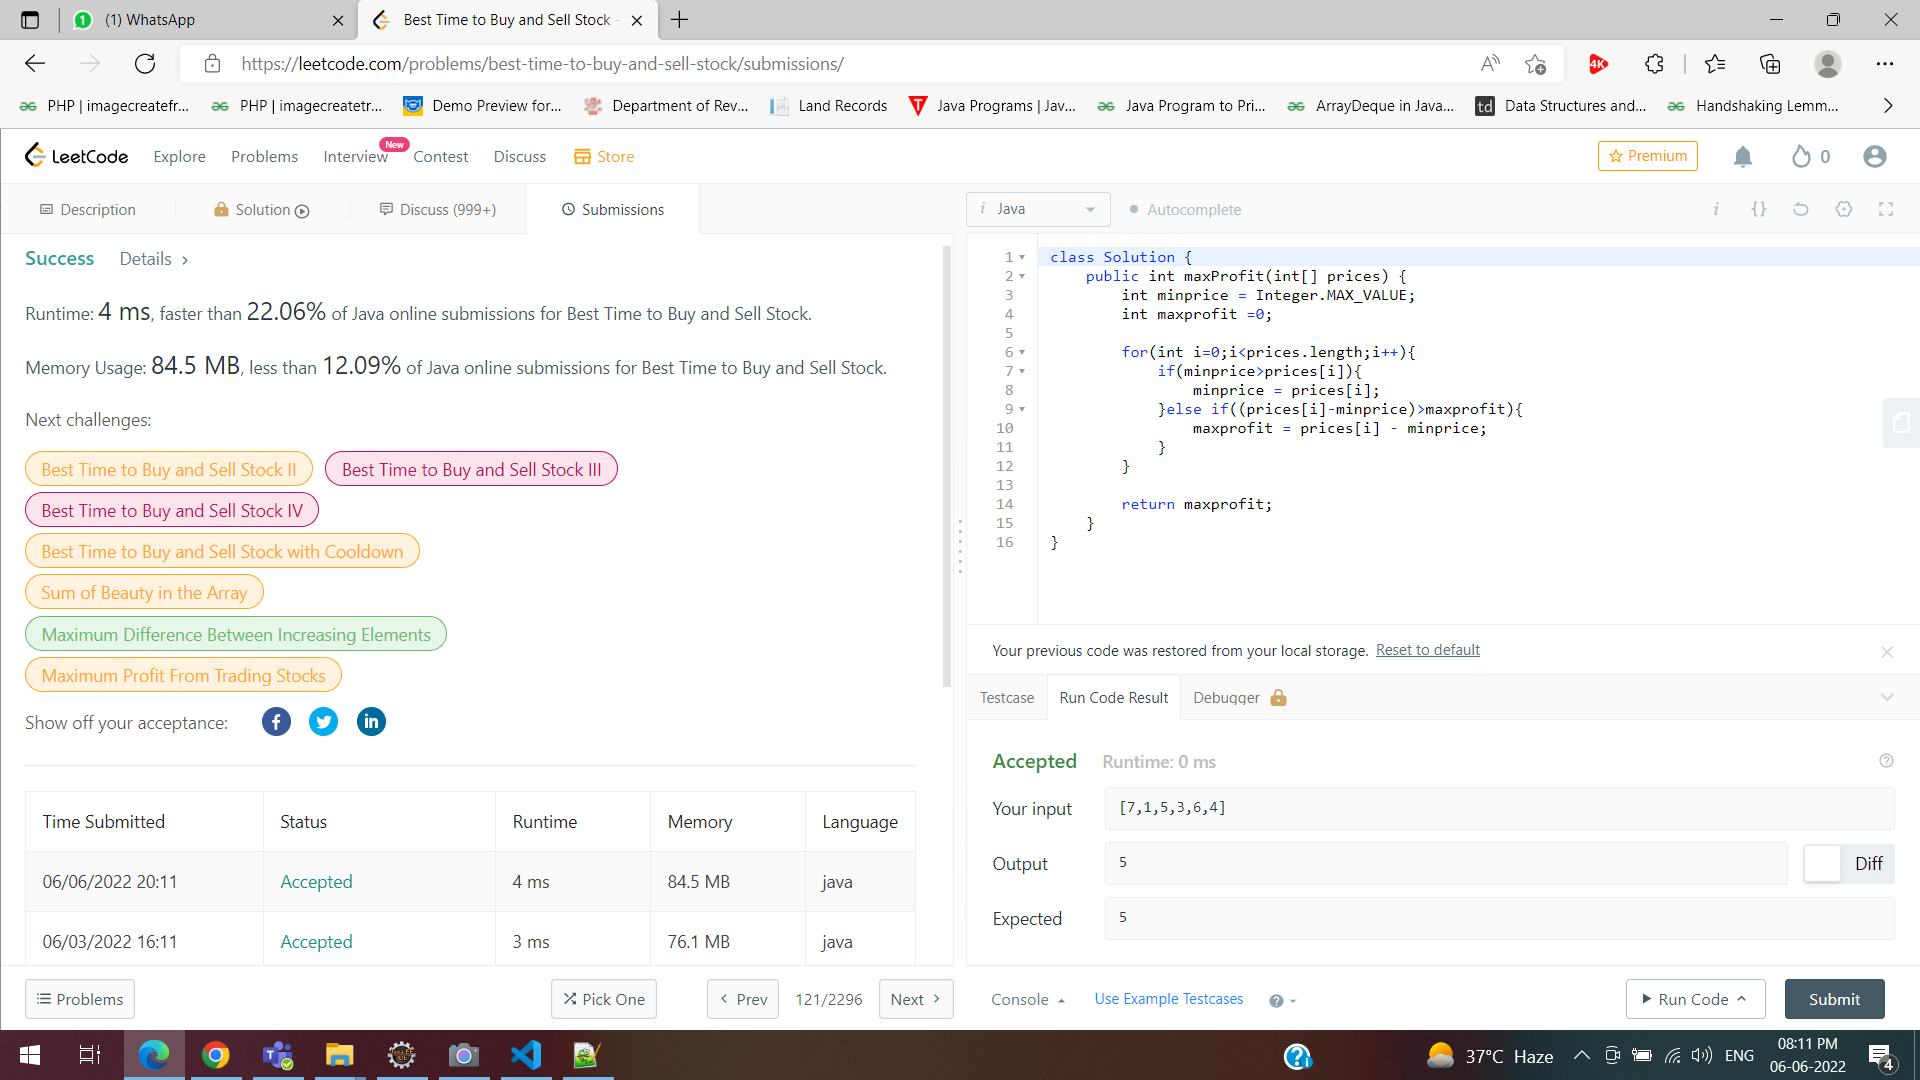 (1) WhatsApp
Best Time to Buy and Sell Stock -
https://leetcode.com/problems/best-time-to-buy-and-sell-stock/submissions/
4K
PHP | imagecreatefr... PHP | imagecreatetr... Demo Preview for... Department of Rev... Land Records Java Programs | Jav... Java Program to Pri... ArrayDeque in Java... td Data Structures and... Handshaking Lemm...
LeetCode Explore Problems Interview New Contest Discuss Store
Premium 0
Description Solution Discuss (999+) Submissions
Success Details
Runtime: 4 ms, faster than 22.06% of Java online submissions for Best Time to Buy and Sell Stock.
Memory Usage: 84.5 MB, less than 12.09% of Java online submissions for Best Time to Buy and Sell Stock.
Next challenges:
Best Time to Buy and Sell Stock II Best Time to Buy and Sell Stock III
Best Time to Buy and Sell Stock IV
Best Time to Buy and Sell Stock with Cooldown
Sum of Beauty in the Array
Maximum Difference Between Increasing Elements
Maximum Profit From Trading Stocks
Show off your acceptance:
Time Submitted Status Runtime Memory Language
06/06/2022 20:11 Accepted 4 ms 84.5 MB java
06/03/2022 16:11 Accepted 3 ms 76.1 MB java
Problems Pick One Prev 121/2296 Next
i Java Autocomplete i {}
1 class Solution {
2 public int maxProfit(int[] prices) {
3 int minprice = Integer.MAX_VALUE;
4 int maxprofit =0;
5
6 for(int i=0;i<prices.length;i++){
7 if(minprice>prices[i]){
8 minprice = prices[i];
9 }else if((prices[i]-minprice)>maxprofit){
10 maxprofit = prices[i] - minprice;
11 }
12 }
13
14 return maxprofit;
15 }
16 }
Your previous code was restored from your local storage. Reset to default
Testcase Run Code Result Debugger
Accepted Runtime: 0 ms
Your input [7,1,5,3,6,4]
Output 5 Diff
Expected 5
Console Use Example Testcases Run Code Submit
37°C Haze ENG 08:11 PM
06-06-2022 4